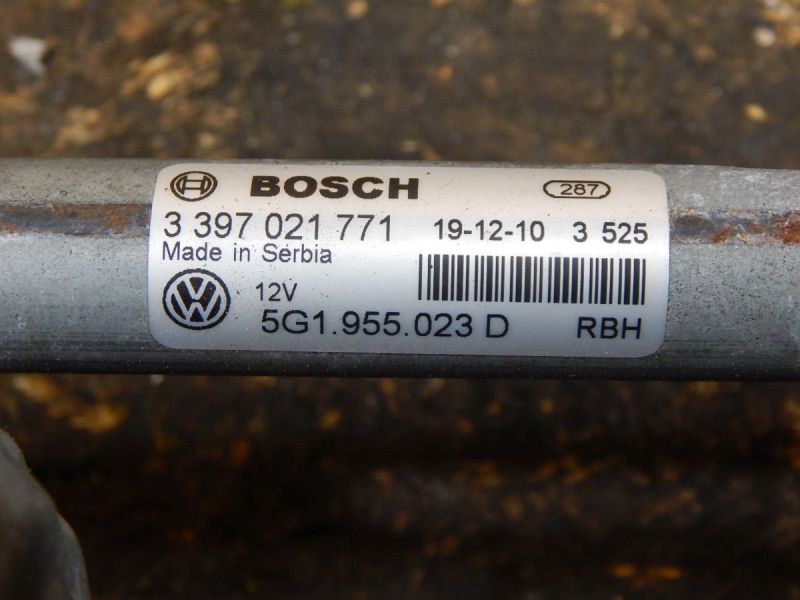 BOSCH 287
3 397 021 771 19-12-10 3 525
Made in Serbia
12V
5G1.955.023 D RBH